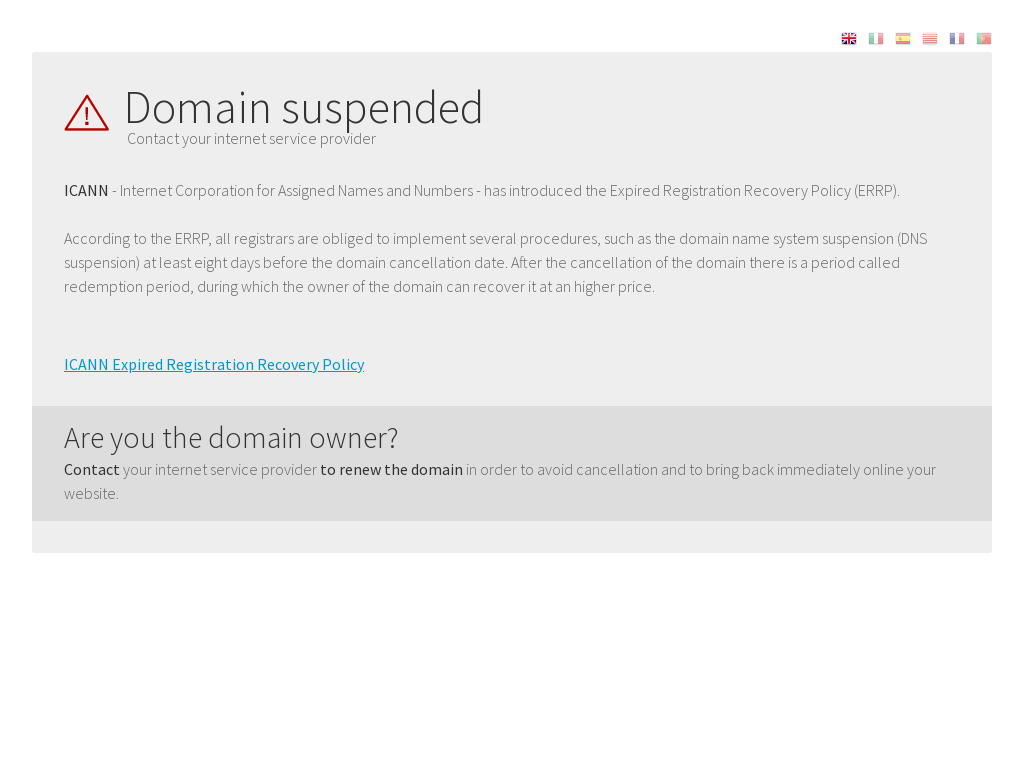 Domain suspended
Contact your internet service provider
ICANN - Internet Corporation for Assigned Names and Numbers - has introduced the Expired Registration Recovery Policy (ERRP).
According to the ERRP, all registrars are obliged to implement several procedures, such as the domain name system suspension (DNS
suspension) at least eight days before the domain cancellation date. After the cancellation of the domain there is a period called
redemption period, during which the owner of the domain can recover it at an higher price.
ICANN Expired Registration Recovery Policy
Are you the domain owner?
Contact your internet service provider to renew the domain in order to avoid cancellation and to bring back immediately online your
website.